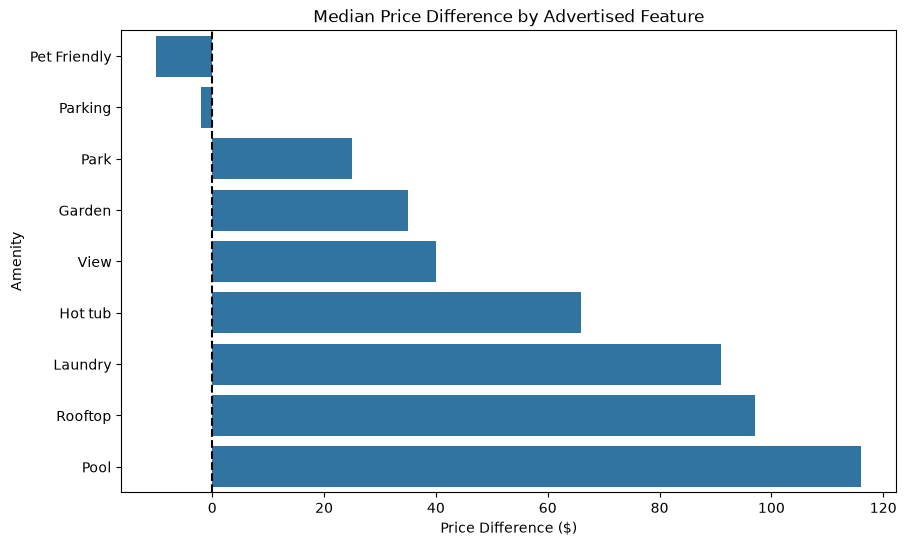 Median Price Difference by Advertised Feature
Amenity
Pet Friendly
Parking
Park
Garden
View
Hot tub
Laundry
Rooftop
Pool
0 20 40 60 80 100 120
Price Difference ($)